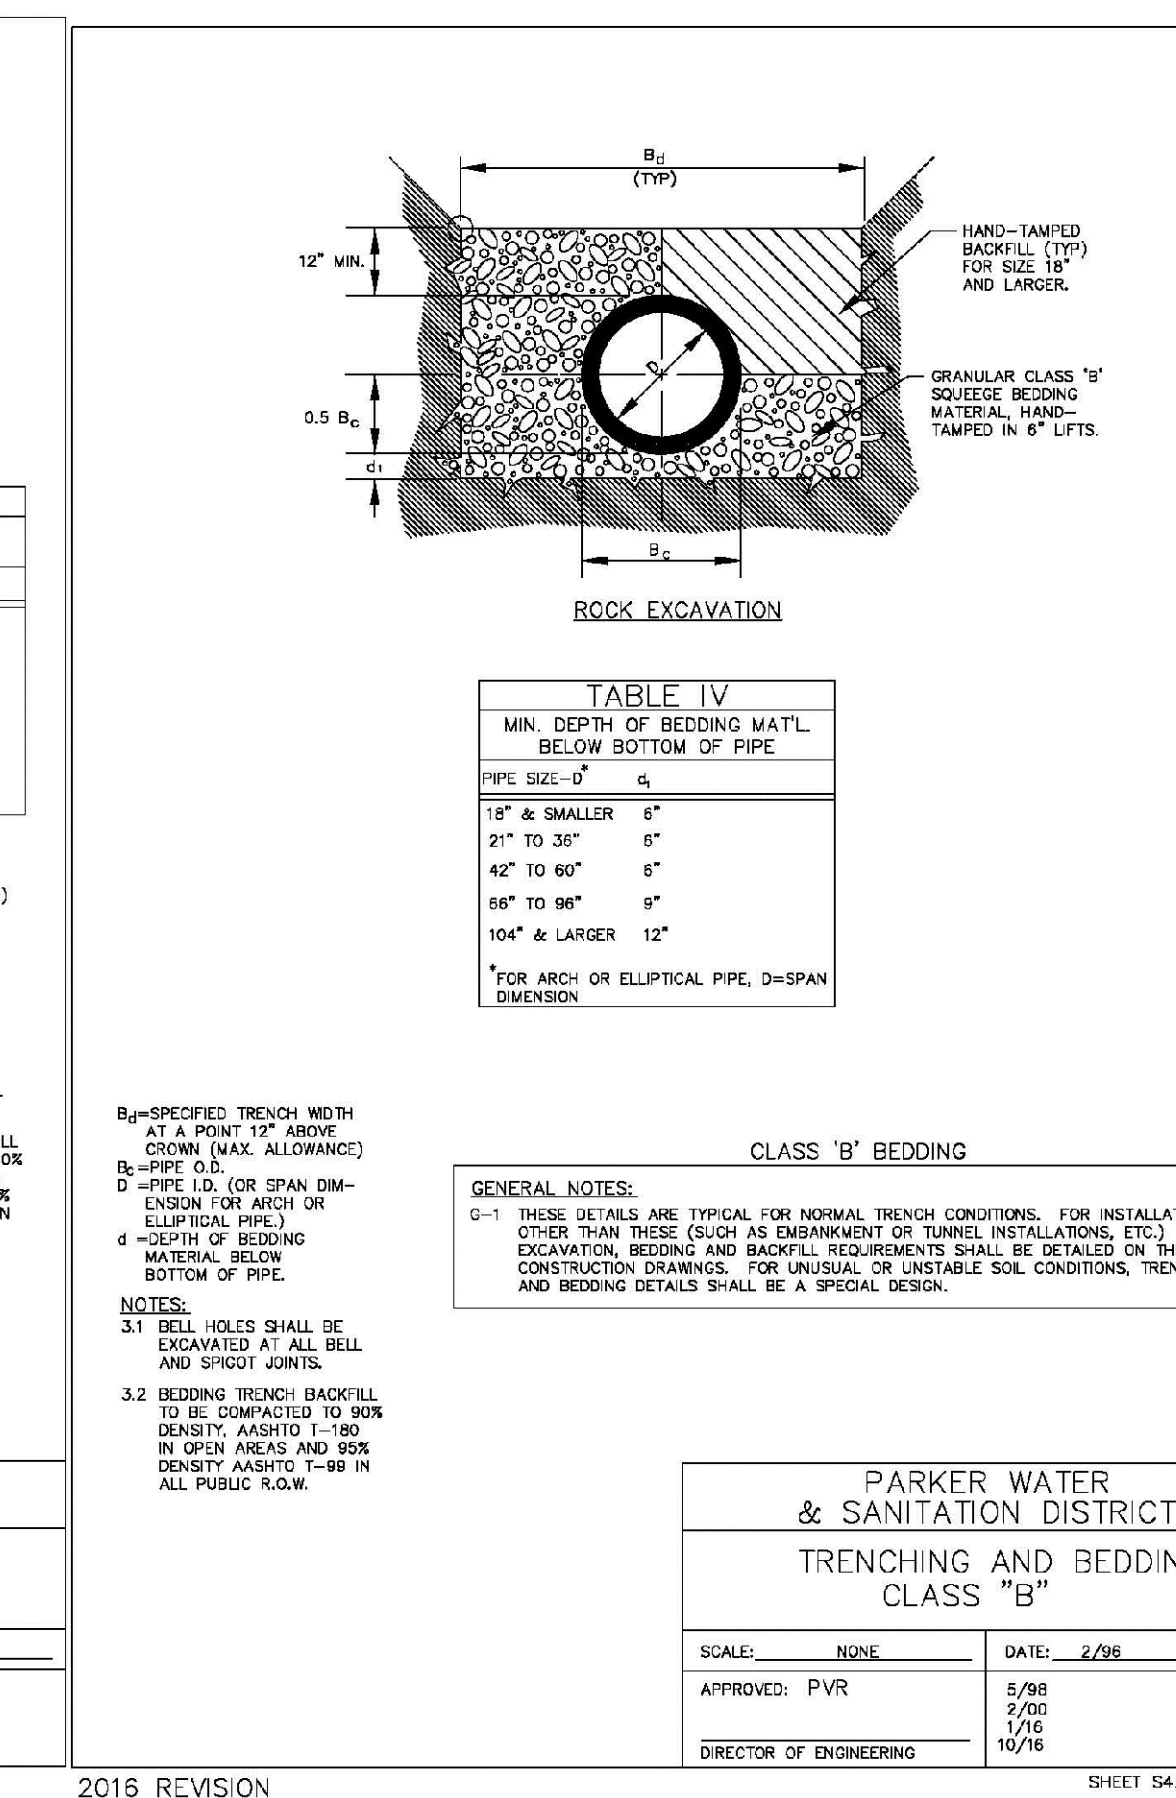 Bd
(TYP)
12" MIN.
0.5 Bc
d1
D
Bc
HAND-TAMPED
BACKFILL (TYP)
FOR SIZE 18"
AND LARGER.
GRANULAR CLASS 'B'
SQUEEGE BEDDING
MATERIAL, HAND-
TAMPED IN 6" LIFTS.
ROCK EXCAVATION
TABLE IV
MIN. DEPTH OF BEDDING MAT'L.
BELOW BOTTOM OF PIPE
PIPE SIZE-D* d1
18" & SMALLER 6"
21" TO 36" 6"
42" TO 60" 6"
66" TO 96" 9"
104" & LARGER 12"
*FOR ARCH OR ELLIPTICAL PIPE, D=SPAN
DIMENSION
)
LL
0%
%
N
Bd=SPECIFIED TRENCH WIDTH
AT A POINT 12" ABOVE
CROWN (MAX. ALLOWANCE)
Bc=PIPE O.D.
D =PIPE I.D. (OR SPAN DIM-
ENSION FOR ARCH OR
ELLIPTICAL PIPE.)
d =DEPTH OF BEDDING
MATERIAL BELOW
BOTTOM OF PIPE.
NOTES:
3.1 BELL HOLES SHALL BE
EXCAVATED AT ALL BELL
AND SPIGOT JOINTS.
3.2 BEDDING TRENCH BACKFILL
TO BE COMPACTED TO 90%
DENSITY, AASHTO T-180
IN OPEN AREAS AND 95%
DENSITY AASHTO T-99 IN
ALL PUBLIC R.O.W.
CLASS 'B' BEDDING
GENERAL NOTES:
G-1 THESE DETAILS ARE TYPICAL FOR NORMAL TRENCH CONDITIONS. FOR INSTALLAT
OTHER THAN THESE (SUCH AS EMBANKMENT OR TUNNEL INSTALLATIONS, ETC.)
EXCAVATION, BEDDING AND BACKFILL REQUIREMENTS SHALL BE DETAILED ON TH
CONSTRUCTION DRAWINGS. FOR UNUSUAL OR UNSTABLE SOIL CONDITIONS, TREN
AND BEDDING DETAILS SHALL BE A SPECIAL DESIGN.
PARKER WATER
& SANITATION DISTRICT
TRENCHING AND BEDDIN
CLASS "B"
SCALE: NONE
DATE: 2/96
APPROVED: PVR
5/98
2/00
1/16
10/16
DIRECTOR OF ENGINEERING
2016 REVISION
SHEET S4.